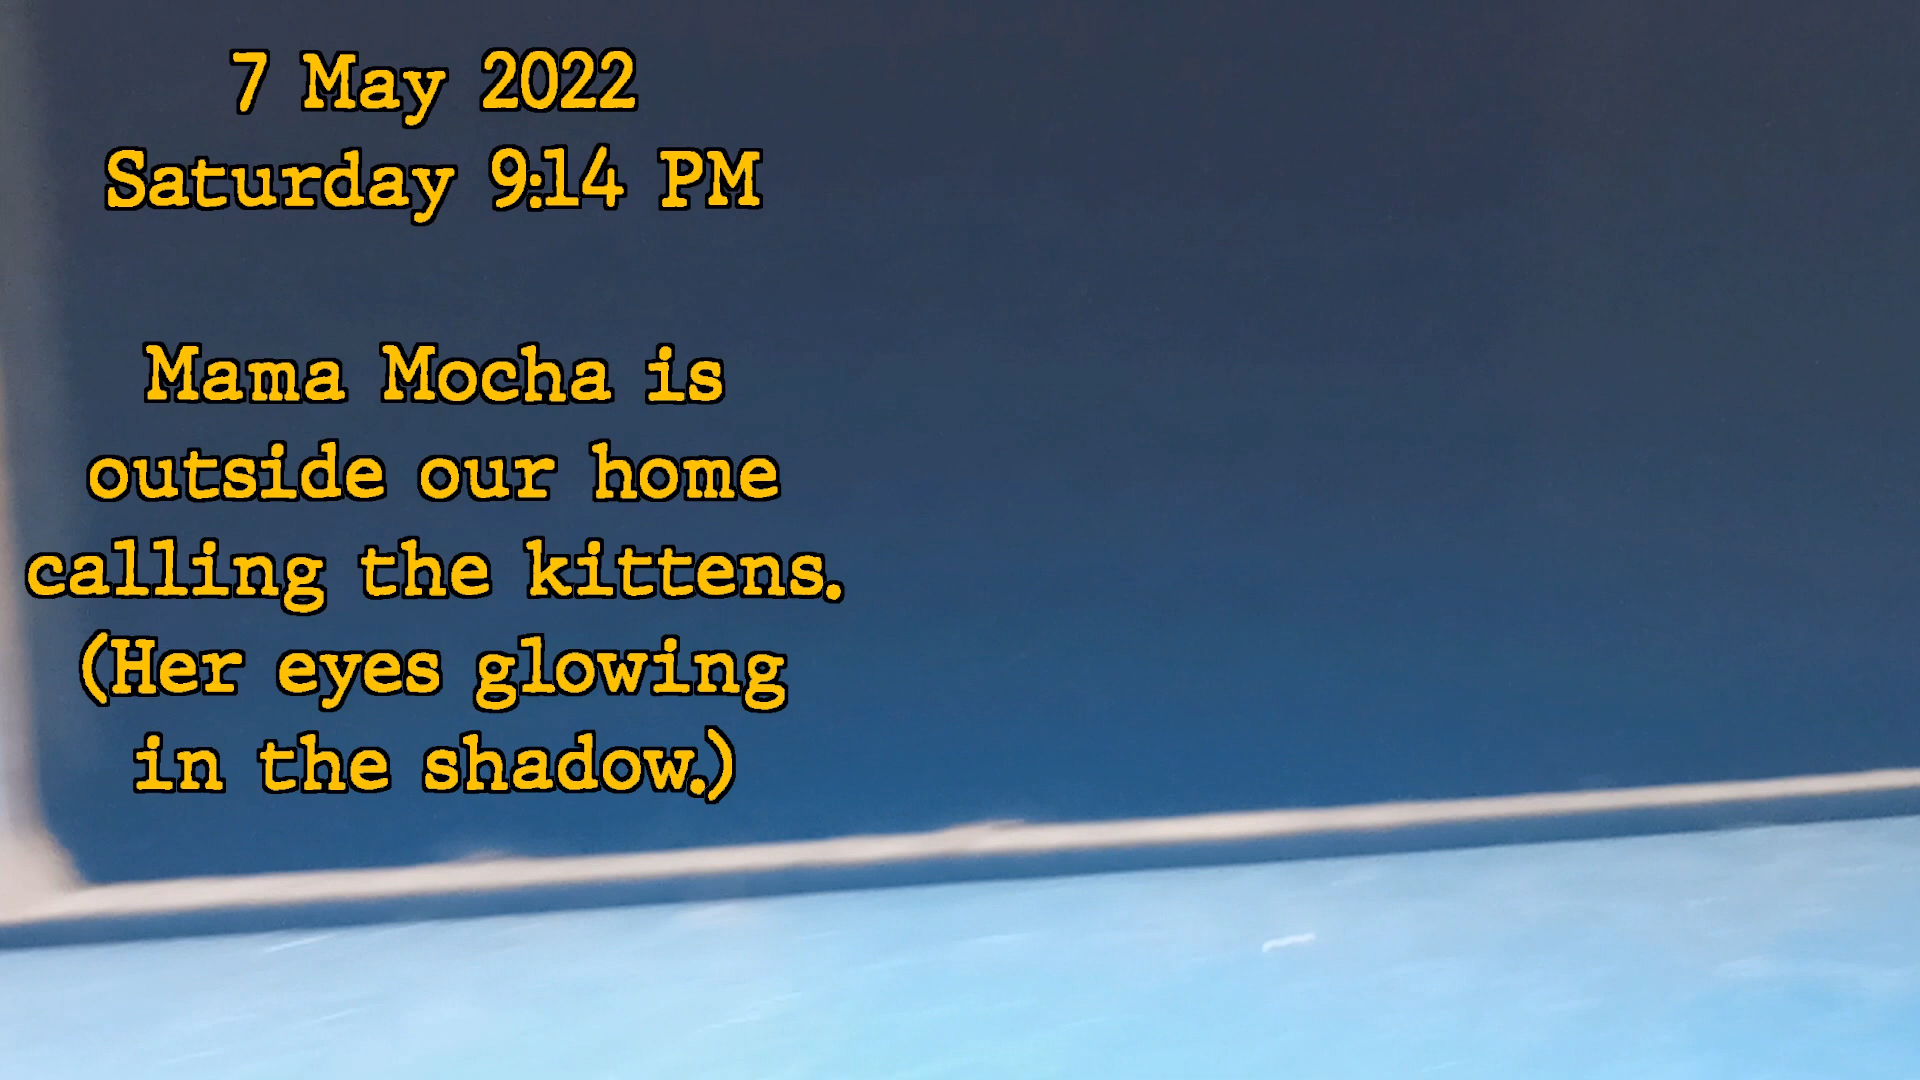 7 May 2022
Saturday 9:14 PM
Mama Mocha is
outside our home
calling the kittens.
(Her eyes glowing
in the shadow.)